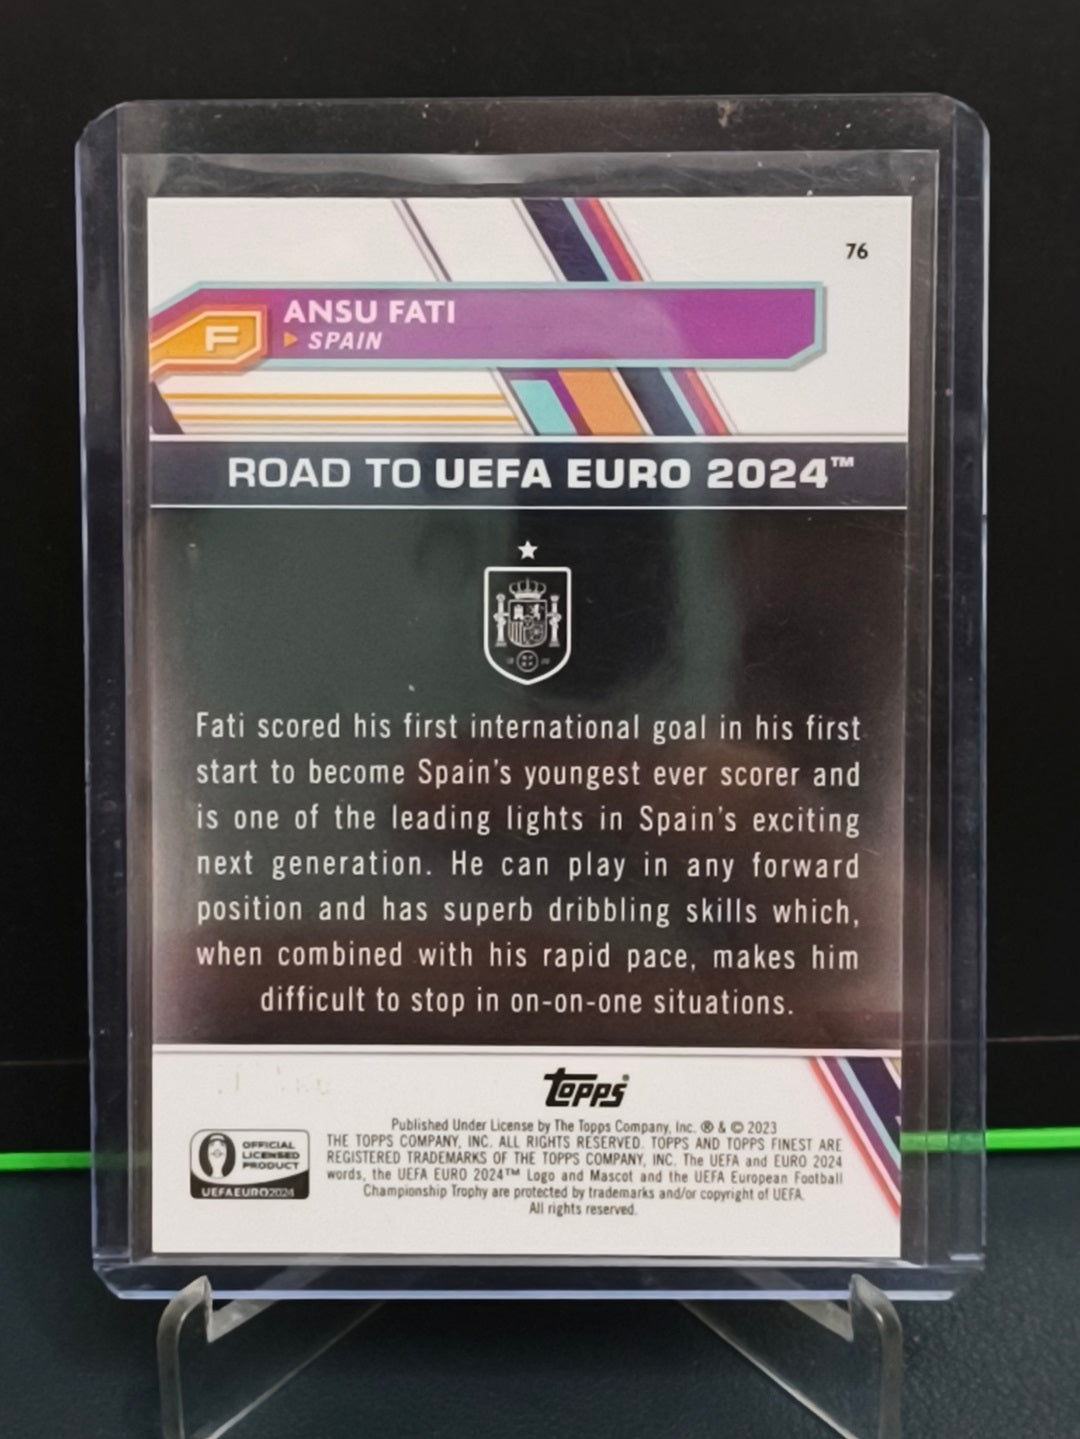 76
F
ANSU FATI
SPAIN
ROAD TO UEFA EURO 2024™
Fati scored his first international goal in his first
start to become Spain's youngest ever scorer and
is one of the leading lights in Spain's exciting
next generation. He can play in any forward
position and has superb dribbling skills which,
when combined with his rapid pace, makes him
difficult to stop in on-on-one situations.
topps
Published Under License by The Topps Company, Inc. ® & © 2023
THE TOPPS COMPANY, INC. ALL RIGHTS RESERVED. TOPPS AND TOPPS FINEST ARE
REGISTERED TRADEMARKS OF THE TOPPS COMPANY, INC. The UEFA and EURO 2024
words, the UEFA EURO 2024™ Logo and Mascot and the UEFA European Football
Championship Trophy are protected by trademarks and/or copyright of UEFA.
All rights reserved.
OFFICIAL
LICENSED
PRODUCT
UEFAEURO2024